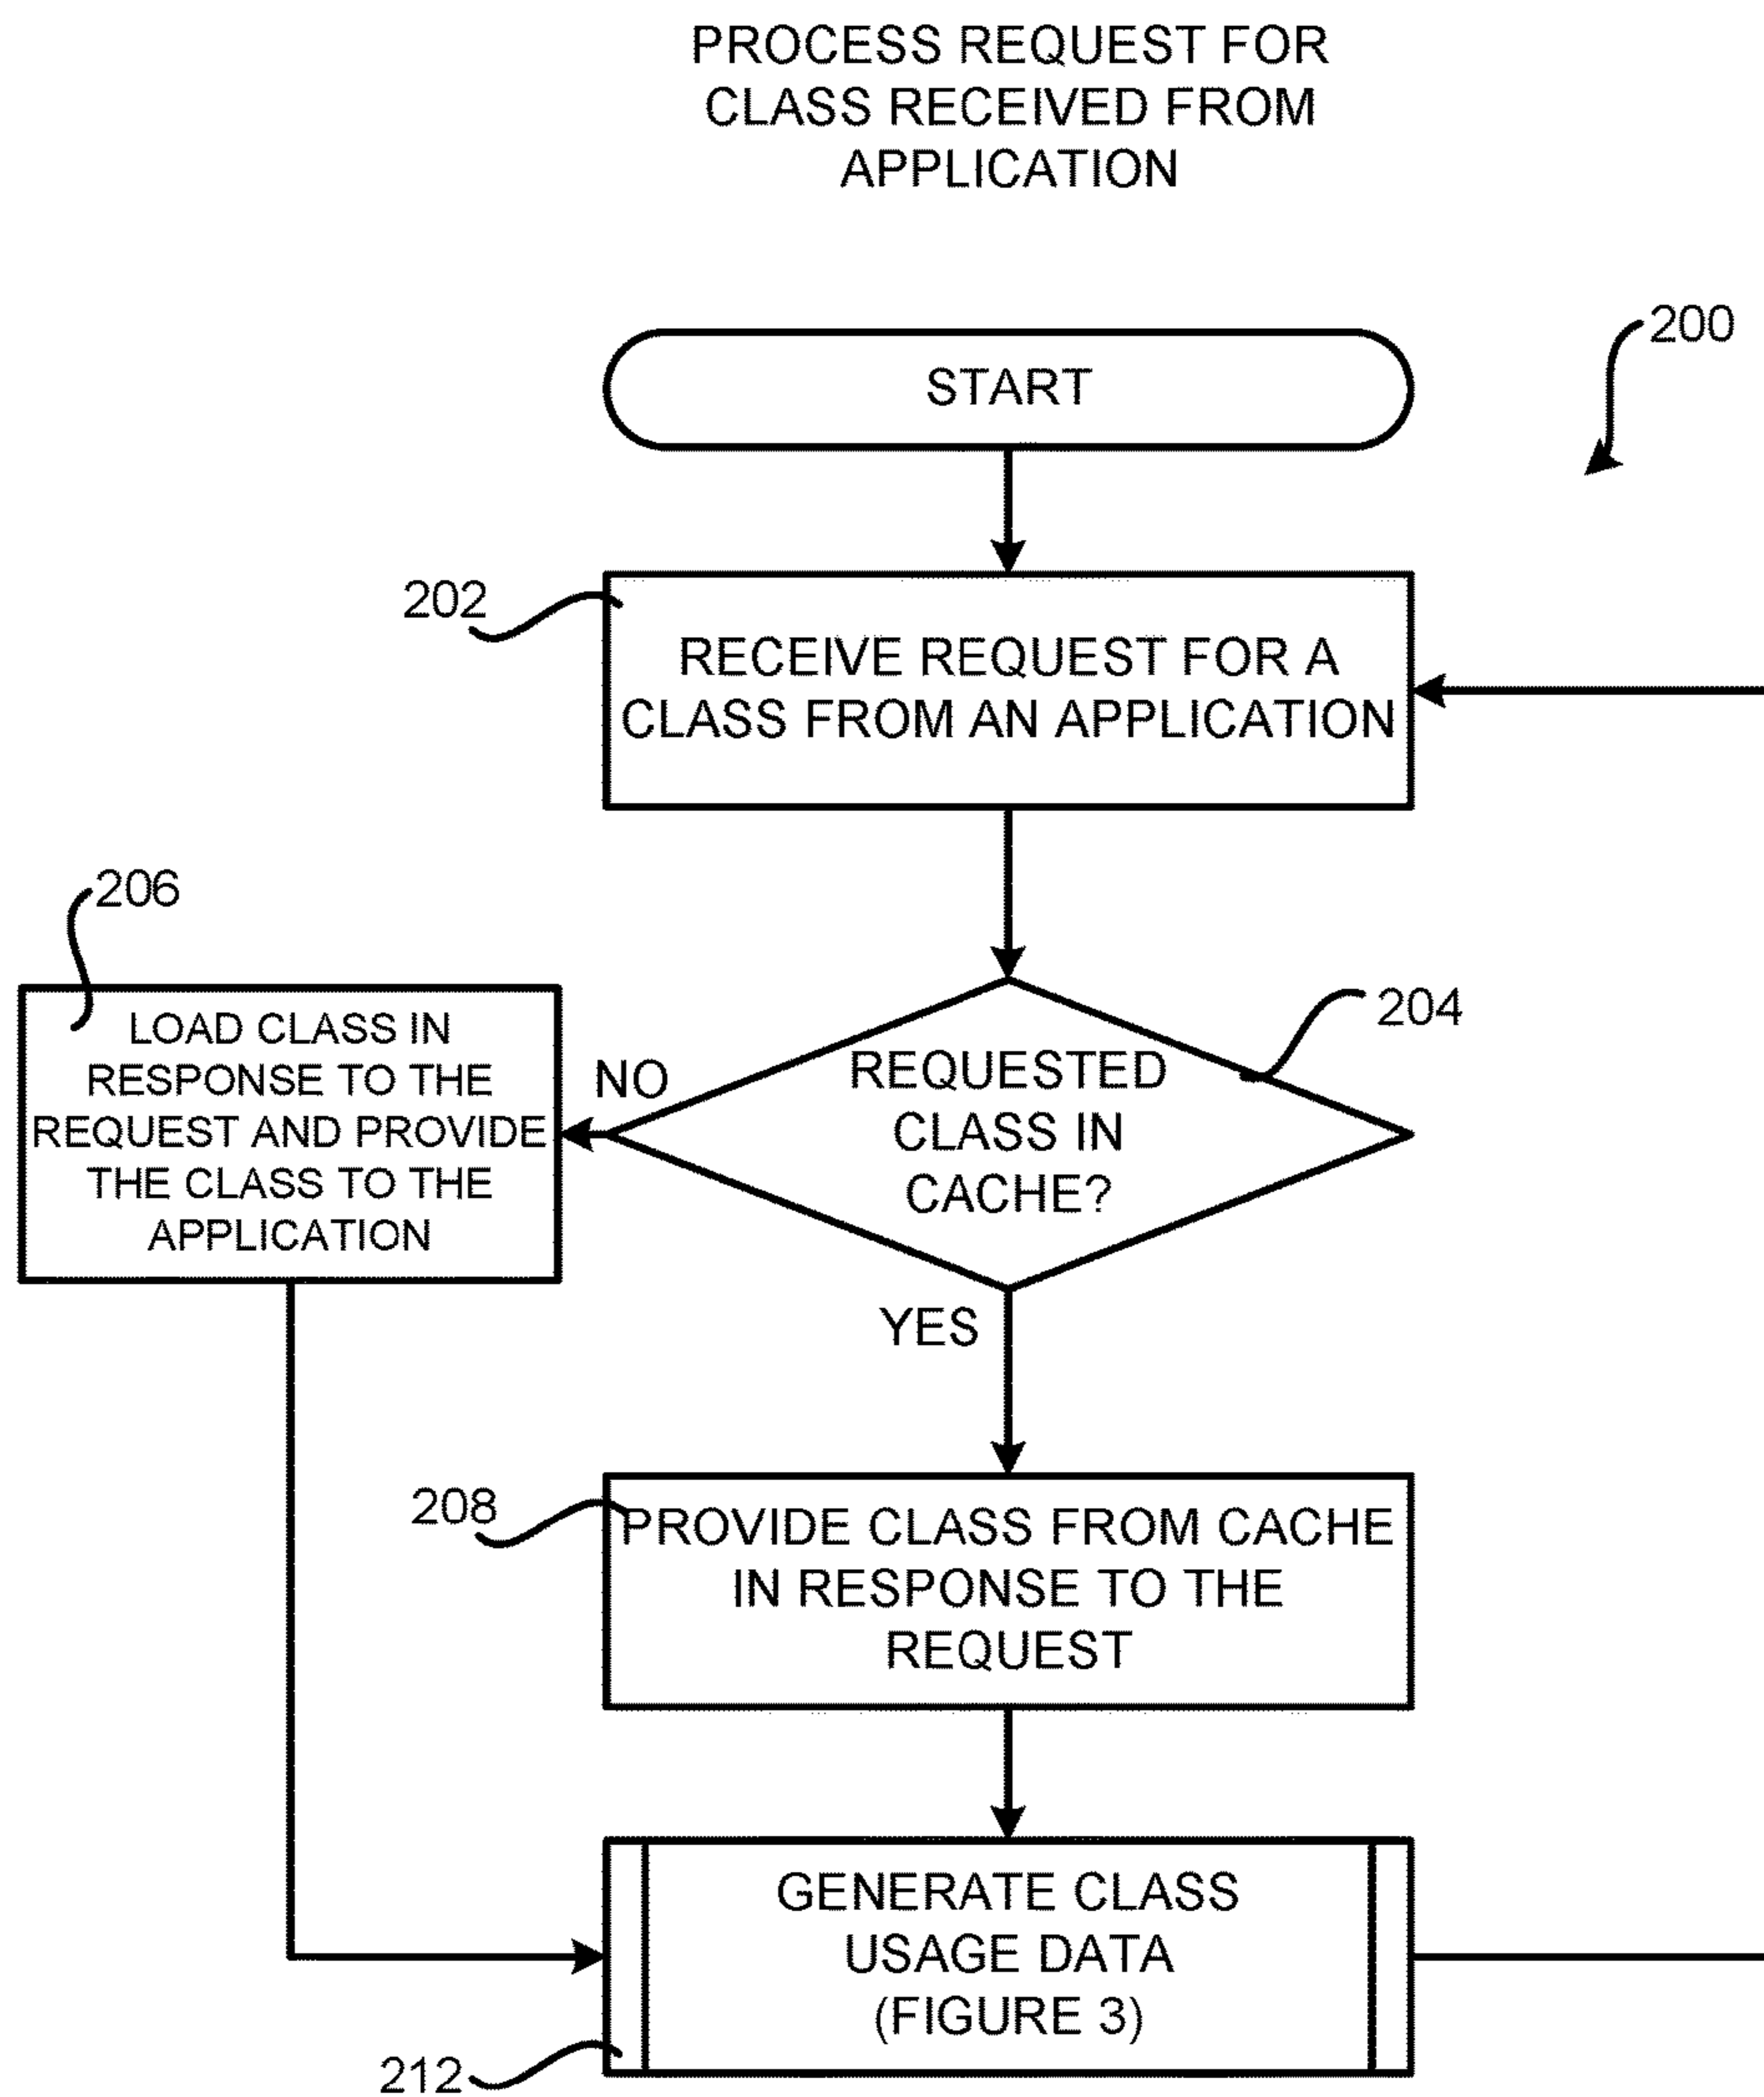 PROCESS REQUEST FOR
CLASS RECEIVED FROM
APPLICATION
200
START
202
RECEIVE REQUEST FOR A
CLASS FROM AN APPLICATION
206
LOAD CLASS IN
RESPONSE TO THE
REQUEST AND PROVIDE
THE CLASS TO THE
APPLICATION
NO
204
REQUESTED
CLASS IN
CACHE?
YES
208
PROVIDE CLASS FROM CACHE
IN RESPONSE TO THE
REQUEST
GENERATE CLASS
USAGE DATA
(FIGURE 3)
212